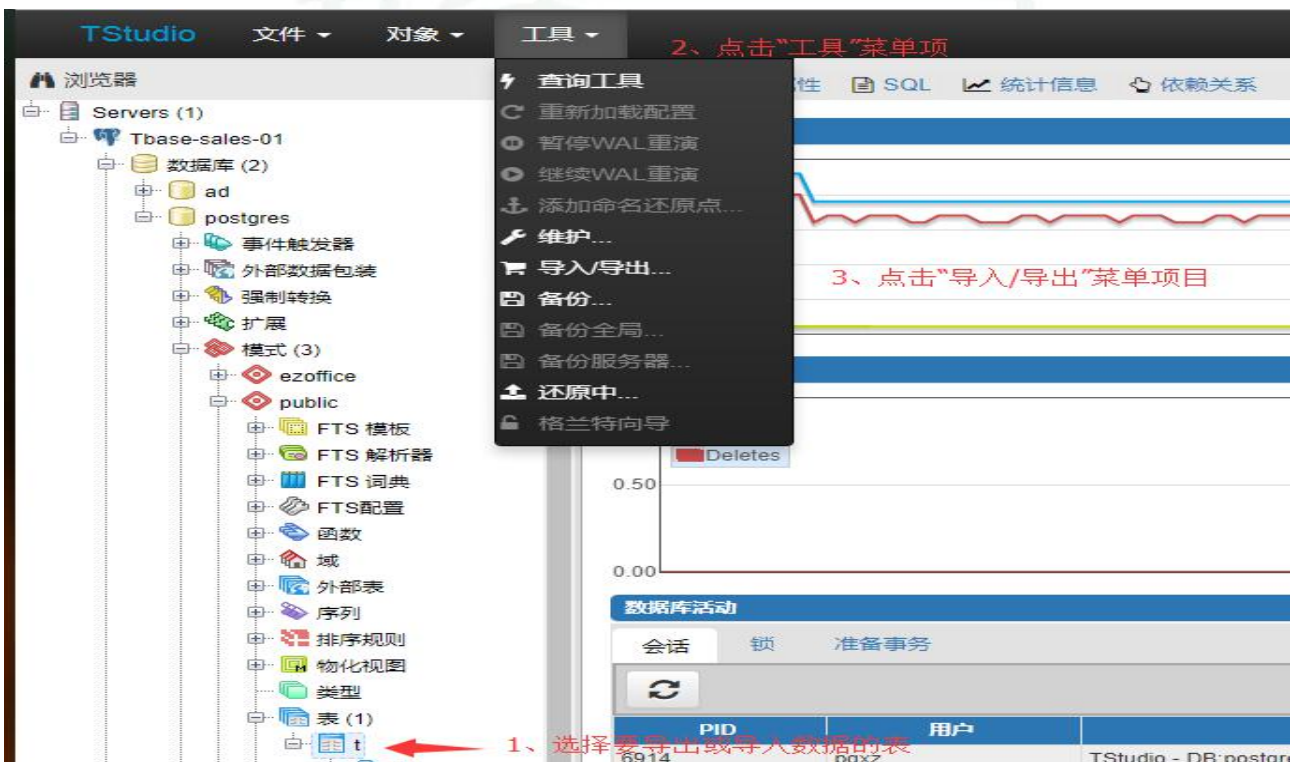 TStudio 文件 对象 工具
2、点击“工具”菜单项
浏览器
性 SQL 统计信息 依赖关系
Servers (1)
Tbase-sales-01
数据库 (2)
ad
postgres
事件触发器
外部数据包装
强制转换
扩展
模式 (3)
ezoffice
public
FTS 模板
FTS 解析器
FTS 词典
FTS配置
函数
域
外部表
序列
排序规则
物化视图
类型
表 (1)
t
查询工具
重新加载配置
暂停WAL重演
继续WAL重演
添加命名还原点...
维护...
导入/导出...
备份...
备份全局...
备份服务器...
还原中...
格兰特向导
3、点击“导入/导出”菜单项目
Deletes
0.50
0.00
数据库活动
会话 锁 准备事务
PID 用户
1、选择要导出或导入数据的表
6914 pgxz TStudio - DB:postgre